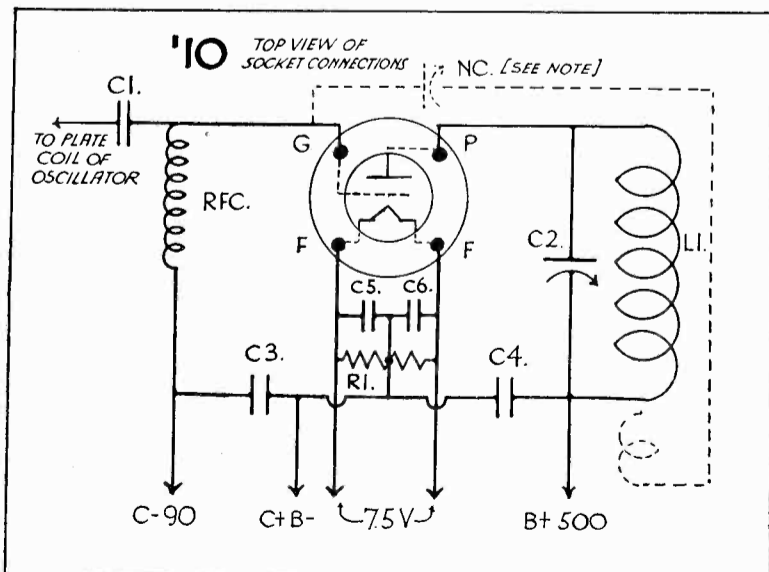 '10 TOP VIEW OF
SOCKET CONNECTIONS
NC. [SEE NOTE]
C1.
TO PLATE
COIL OF
OSCILLATOR
G
P
RFC.
F
F
C2.
L1.
C5.
C6.
C3.
R1.
C4.
C-90
C+B-
7.5V
B+500